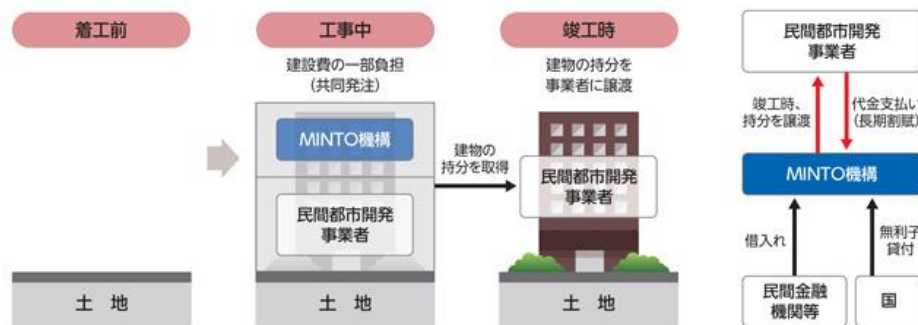 着工前
工事中
竣工時
建設費の一部負担
(共同発注)
建物の持分を
事業者に譲渡
MINTO機構
民間都市開発
事業者
建物の
持分を取得
民間都市開発
事業者
土 地
土 地
土 地
民間都市開発
事業者
竣工時、
持分を譲渡
代金支払い
(長期割賦)
MINTO機構
借入れ
無利子
貸付
民間金融
機関等
国